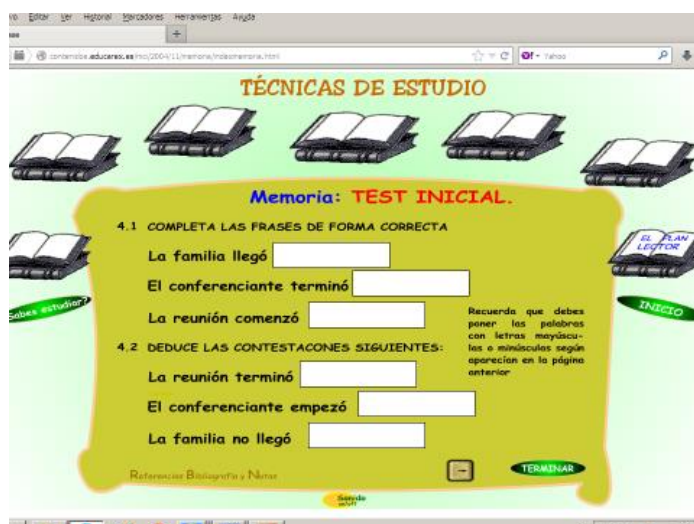 Editar Ver Historial Marcadores Herramientas Ayuda
Yahoo
TÉCNICAS DE ESTUDIO
Memoria: TEST INICIAL.
4.1 COMPLETA LAS FRASES DE FORMA CORRECTA
EL PLAN
LECTOR
La familia llegó
El conferenciante terminó
¿Sabes estudiar?
INICIO
La reunión comenzó
Recuerda que debes
poner las palabras
con letras mayúscu-
las o minúsculas según
aparecían en la página
anterior
4.2 DEDUCE LAS CONTESTACONES SIGUIENTES:
La reunión terminó
El conferenciante empezó
La familia no llegó
TERMINAR
Referencias Bibliografía y Notas
Sonido
on/off